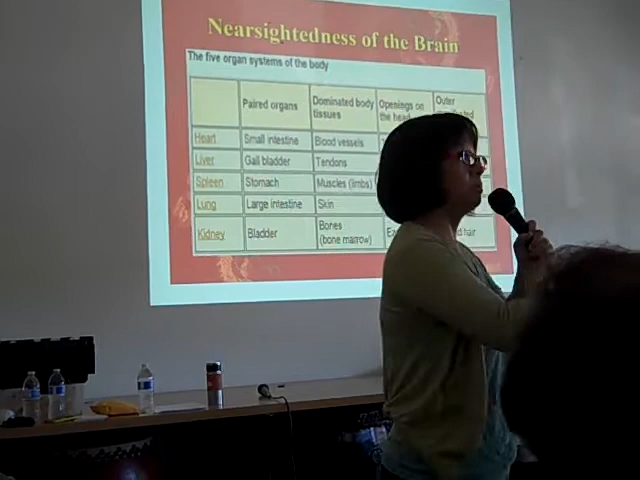 Nearsightedness of the Brain
The five organ systems of the body
Paired organs
Dominated body tissues
Openings on the head
Outer
Heart
Small intestine
Blood vessels
Liver
Gall bladder
Tendons
Spleen
Stomach
Muscles (limbs)
Lung
Large intestine
Skin
Kidney
Bladder
Bones
(bone marrow)
hair